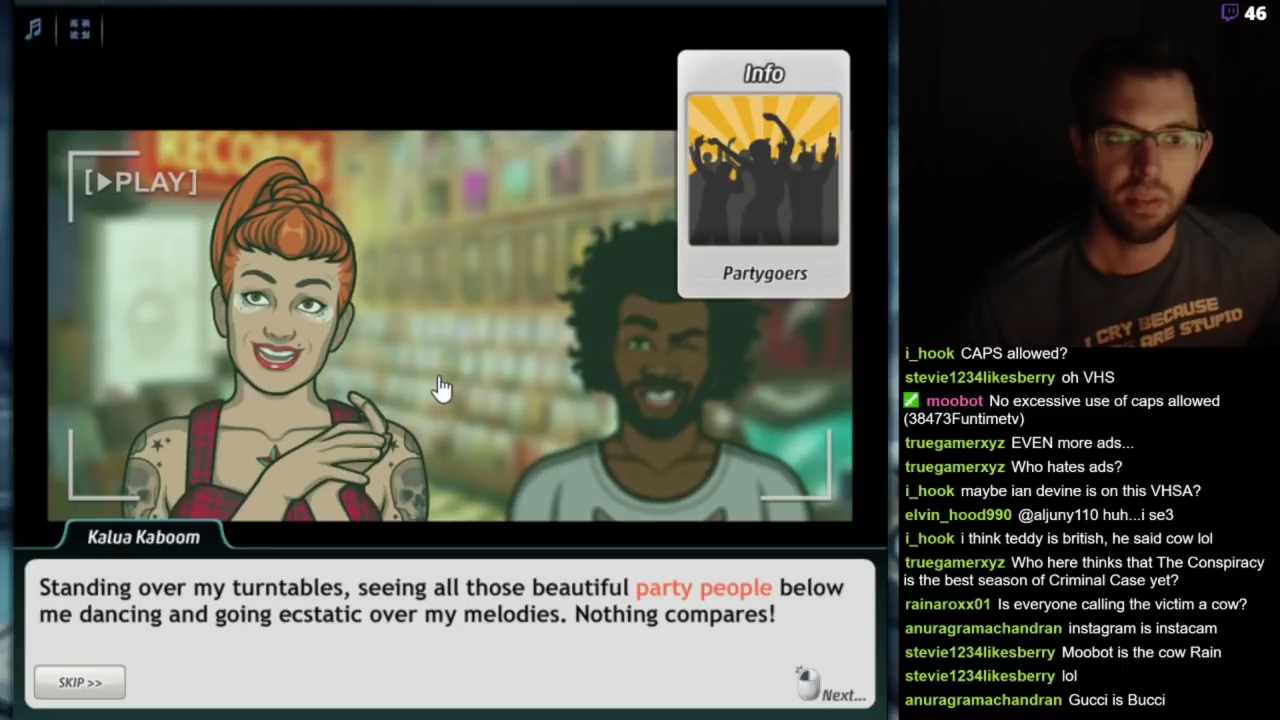 46
Info
RECORDS
[▶PLAY]
Partygoers
I CRY BECAUSE
ARE STUPID
Kalua Kaboom
Standing over my turntables, seeing all those beautiful party people below
me dancing and going ecstatic over my melodies. Nothing compares!
SKIP >>
Next...
i_hook CAPS allowed?
stevie1234likesberry oh VHS
moobot No excessive use of caps allowed
(38473Funtimetv)
truegamerxyz EVEN more ads...
truegamerxyz Who hates ads?
i_hook maybe ian devine is on this VHSA?
elvin_hood990 @aljuny110 huh...i se3
i_hook i think teddy is british, he said cow lol
truegamerxyz Who here thinks that The Conspiracy
is the best season of Criminal Case yet?
rainaroxx01 Is everyone calling the victim a cow?
anuragramachandran instagram is instacam
stevie1234likesberry Moobot is the cow Rain
stevie1234likesberry lol
anuragramachandran Gucci is Bucci